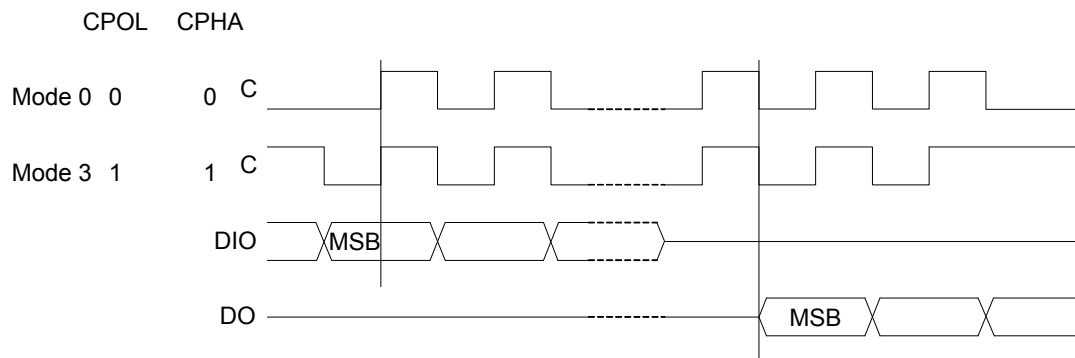 CPOL CPHA
Mode 0 0 0 C
Mode 3 1 1 C
DIO MSB
DO MSB